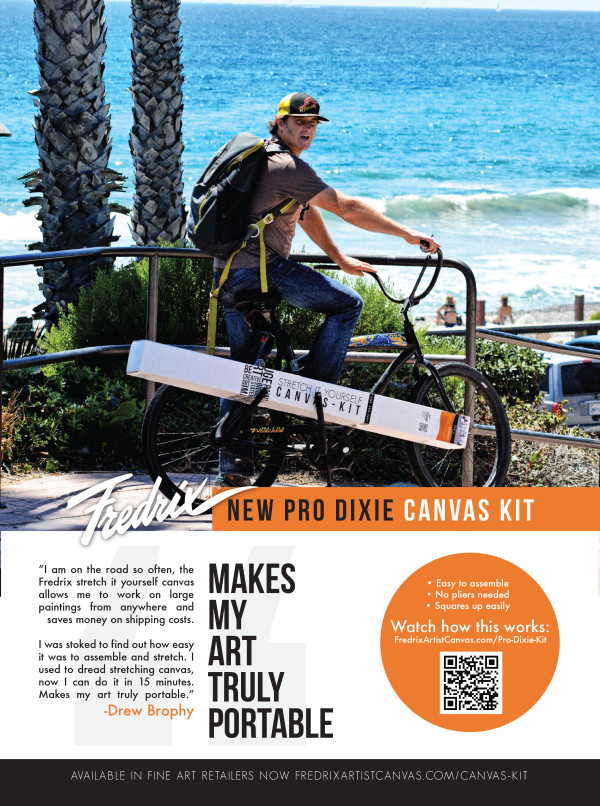 STRETCH IT YOURSELF
CANVAS-KIT
Fredrix
NEW PRO DIXIE CANVAS KIT
“I am on the road so often, the
Fredrix stretch it yourself canvas
allows me to work on large
paintings from anywhere and
saves money on shipping costs.
I was stoked to find out how easy
it was to assemble and stretch. I
used to dread stretching canvas,
now I can do it in 15 minutes.
Makes my art truly portable.”
-Drew Brophy
MAKES
MY
ART
TRULY
PORTABLE
• Easy to assemble
• No pliers needed
• Squares up easily
Watch how this works:
FredrixArtistCanvas.com/Pro-Dixie-Kit
AVAILABLE IN FINE ART RETAILERS NOW FREDRIXARTISTCANVAS.COM/CANVAS-KIT